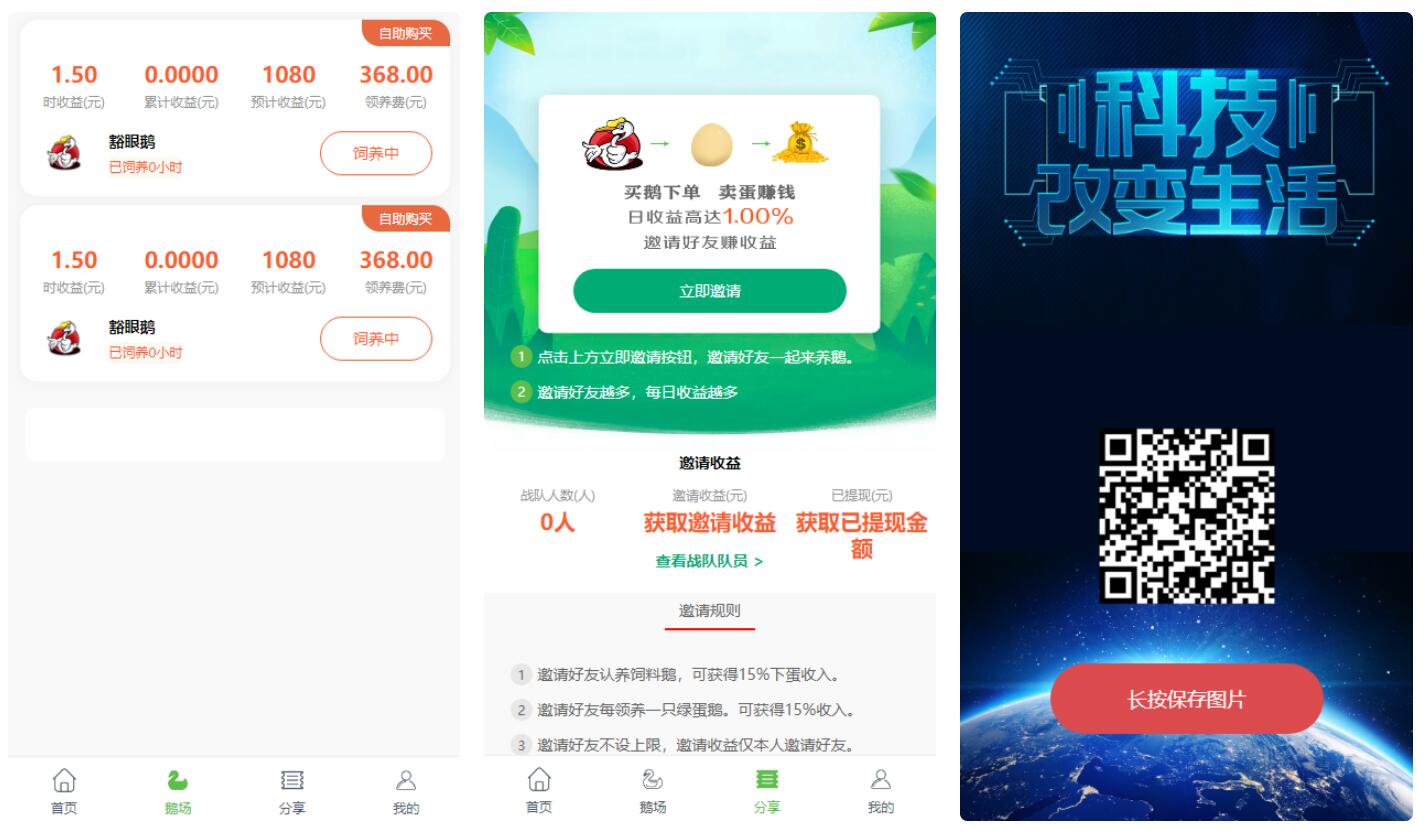 自助购买
1.50 0.0000 1080 368.00
时收益(元) 累计收益(元) 预计收益(元) 领养费(元)
豁眼鹅
已饲养0小时
饲养中
自助购买
1.50 0.0000 1080 368.00
时收益(元) 累计收益(元) 预计收益(元) 领养费(元)
豁眼鹅
已饲养0小时
饲养中
首页 鹅场 分享 我的
$
买鹅下单 卖蛋赚钱
日收益高达1.00%
邀请好友赚收益
立即邀请
1 点击上方立即邀请按钮，邀请好友一起来养鹅。
2 邀请好友越多，每日收益越多
邀请收益
战队人数(人) 邀请收益(元) 已提现(元)
0人 获取邀请收益 获取已提现金
额
查看战队队员 >
邀请规则
1 邀请好友认养饲料鹅，可获得15%下蛋收入。
2 邀请好友每领养一只绿蛋鹅。可获得15%收入。
3 邀请好友不设上限，邀请收益仅本人邀请好友。
首页 鹅场 分享 我的
科技
改变生活
长按保存图片